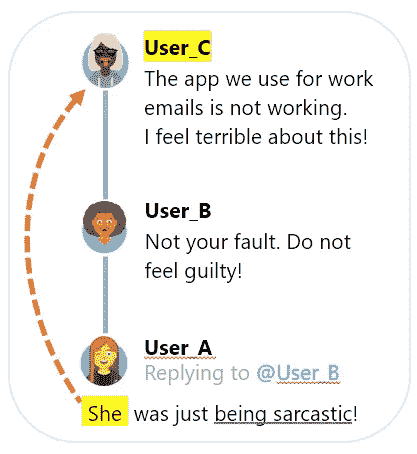 User_C
The app we use for work
emails is not working.
I feel terrible about this!
User_B
Not your fault. Do not
feel guilty!
User_A
Replying to @User_B
She was just being sarcastic!